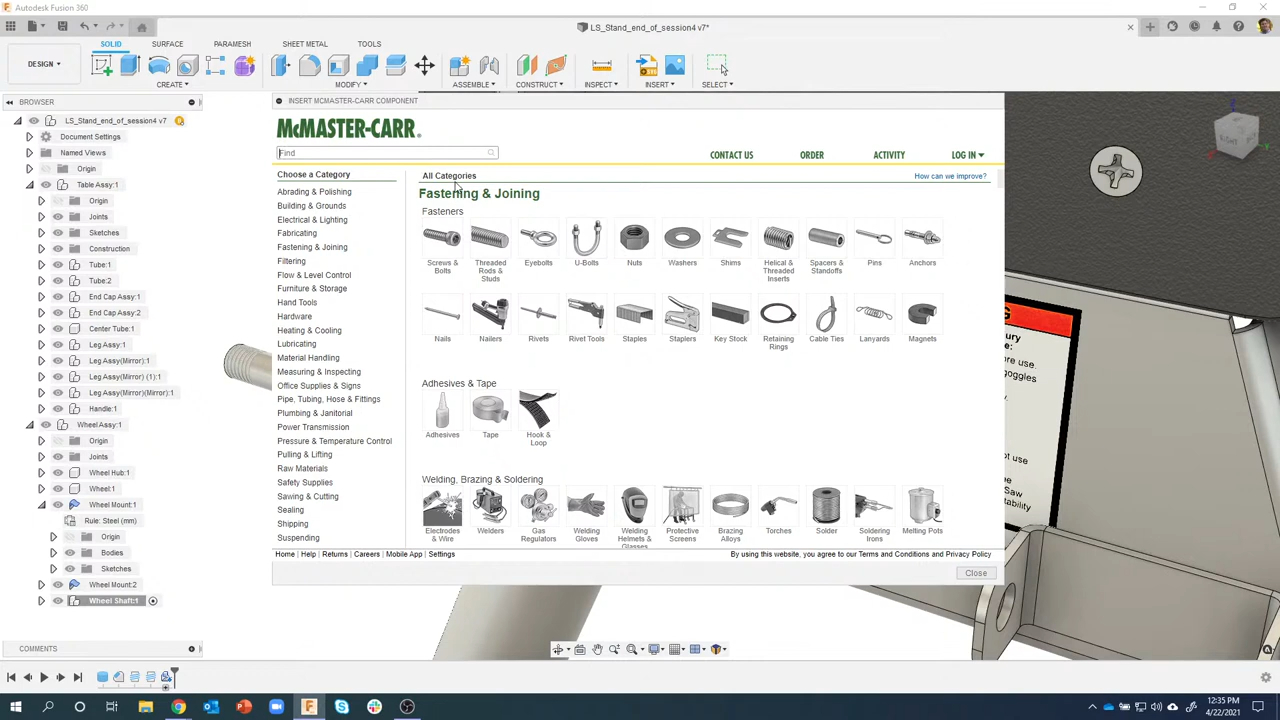 Autodesk Fusion 360
LS_Stand_end_of_session4 v7*
SOLID
SURFACE
PARAMESH
SHEET METAL
TOOLS
DESIGN
CREATE
MODIFY
ASSEMBLE
CONSTRUCT
INSPECT
INSERT
SELECT
BROWSER
LS_Stand_end_of_session4 v7
Document Settings
Named Views
Origin
Table Assy:1
Origin
Joints
Sketches
Construction
Tube:1
Tube:2
End Cap Assy:1
End Cap Assy:2
Center Tube:1
Leg Assy:1
Leg Assy(Mirror):1
Leg Assy(Mirror) (1):1
Leg Assy(Mirror)(Mirror):1
Handle:1
Wheel Assy:1
Origin
Joints
Wheel Hub:1
Wheel:1
Wheel Mount:1
Rule: Steel (mm)
Origin
Bodies
Sketches
Wheel Mount:2
Wheel Shaft:1
COMMENTS
INSERT MCMASTER-CARR COMPONENT
McMASTER-CARR.
Find
CONTACT US
ORDER
ACTIVITY
LOG IN
Choose a Category
Abrading & Polishing
Building & Grounds
Electrical & Lighting
Fabricating
Fastening & Joining
Filtering
Flow & Level Control
Furniture & Storage
Hand Tools
Hardware
Heating & Cooling
Lubricating
Material Handling
Measuring & Inspecting
Office Supplies & Signs
Pipe, Tubing, Hose & Fittings
Plumbing & Janitorial
Power Transmission
Pressure & Temperature Control
Pulling & Lifting
Raw Materials
Safety Supplies
Sawing & Cutting
Sealing
Shipping
Suspending
All Categories
How can we improve?
Fastening & Joining
Fasteners
Screws &
Bolts
Threaded
Rods &
Studs
Eyebolts
U-Bolts
Nuts
Washers
Shims
Helical &
Threaded
Inserts
Spacers &
Standoffs
Pins
Anchors
Nails
Nailers
Rivets
Rivet Tools
Staples
Staplers
Key Stock
Retaining
Rings
Cable Ties
Lanyards
Magnets
Adhesives & Tape
Adhesives
Tape
Hook &
Loop
Welding, Brazing & Soldering
Electrodes
& Wire
Welders
Gas
Regulators
Welding
Gloves
Welding
Helmets &
Glasses
Protective
Screens
Brazing
Alloys
Torches
Solder
Soldering
Irons
Melting Pots
Home | Help | Returns | Careers | Mobile App | Settings
By using this website, you agree to our Terms and Conditions and Privacy Policy
Close
G
ury
e:
ore use.
goggles
ot use
Saw
tability
12:35 PM
4/22/2021